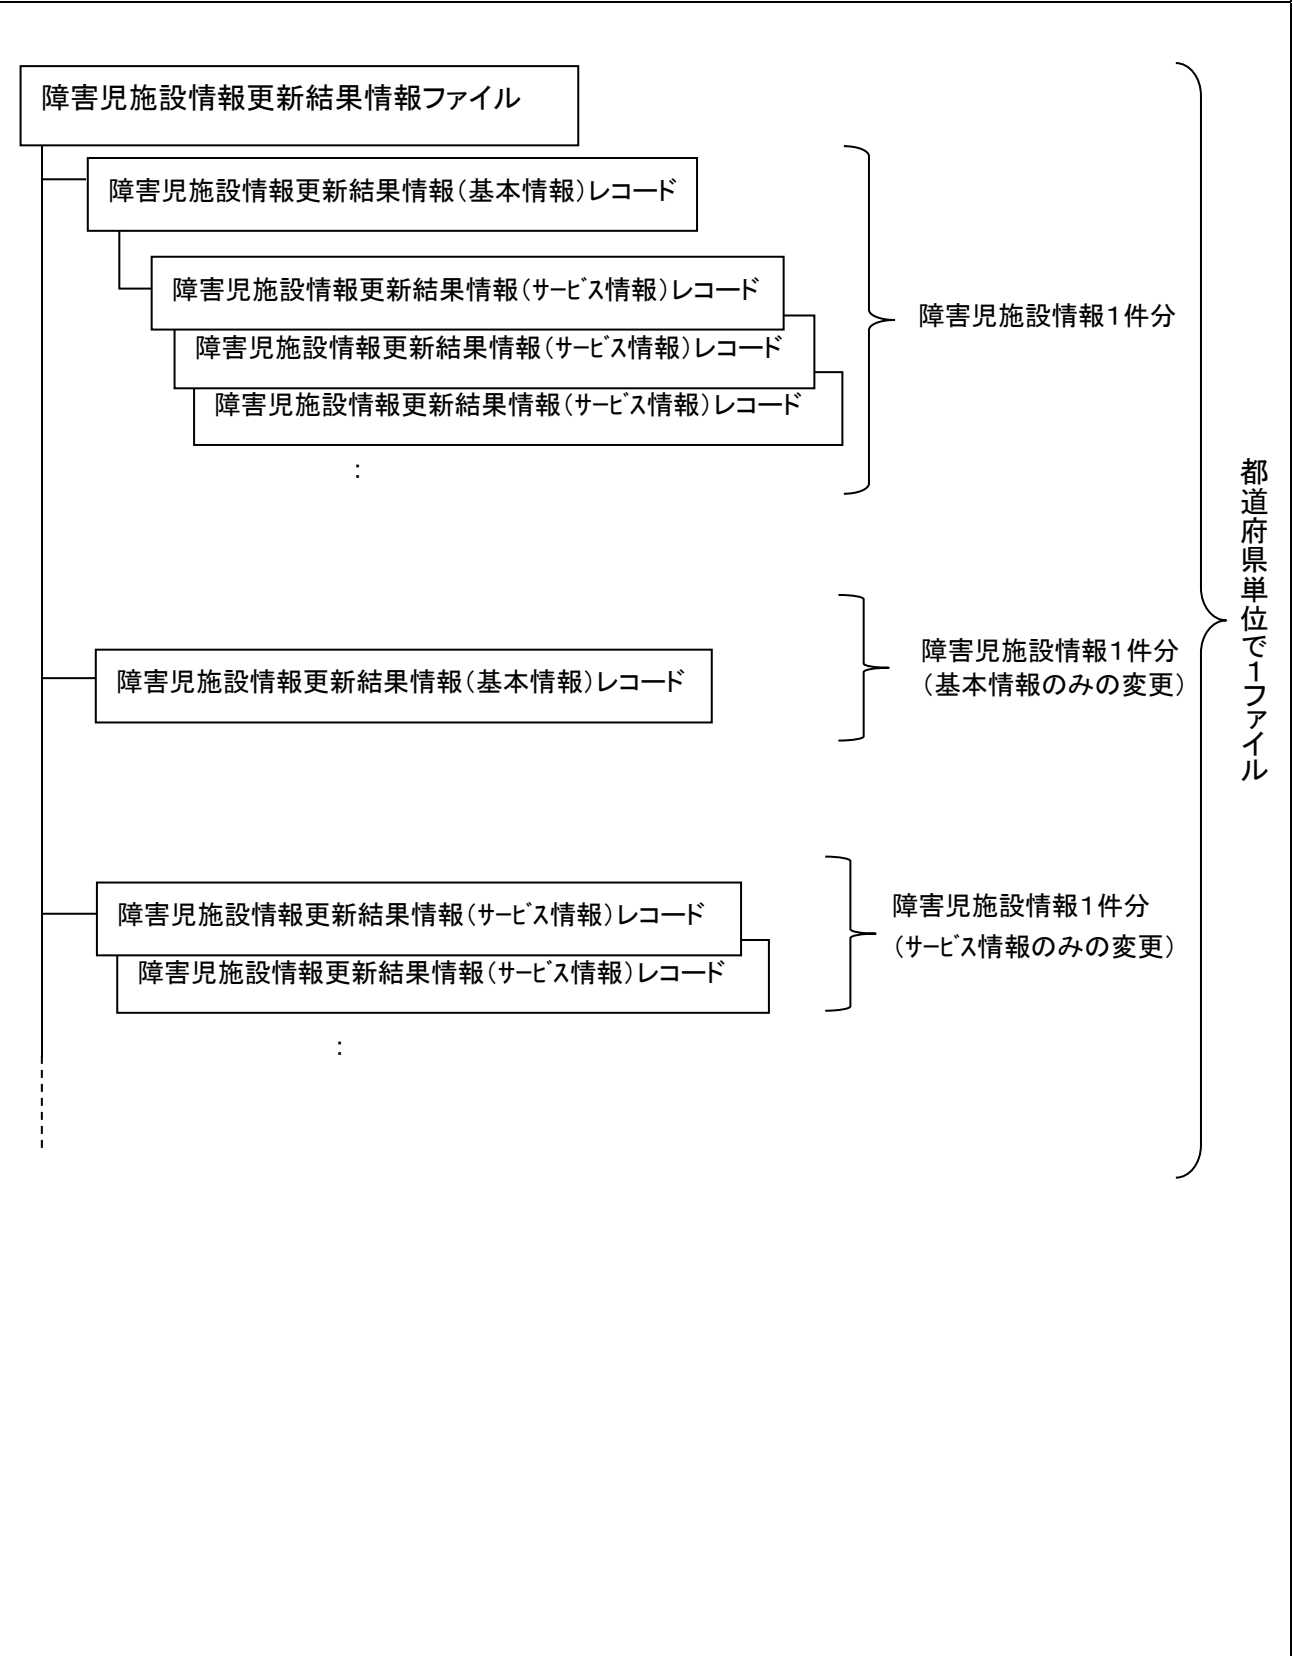 障害児施設情報更新結果情報ファイル
障害児施設情報更新結果情報（基本情報）レコード
障害児施設情報更新結果情報（ｻｰﾋﾞｽ情報）レコード
障害児施設情報更新結果情報（ｻｰﾋﾞｽ情報）レコード
障害児施設情報更新結果情報（ｻｰﾋﾞｽ情報）レコード
：
障害児施設情報１件分
障害児施設情報更新結果情報（基本情報）レコード
障害児施設情報１件分
（基本情報のみの変更）
障害児施設情報更新結果情報（ｻｰﾋﾞｽ情報）レコード
障害児施設情報更新結果情報（ｻｰﾋﾞｽ情報）レコード
：
障害児施設情報１件分
（ｻｰﾋﾞｽ情報のみの変更）
都道府県単位で１ファイル